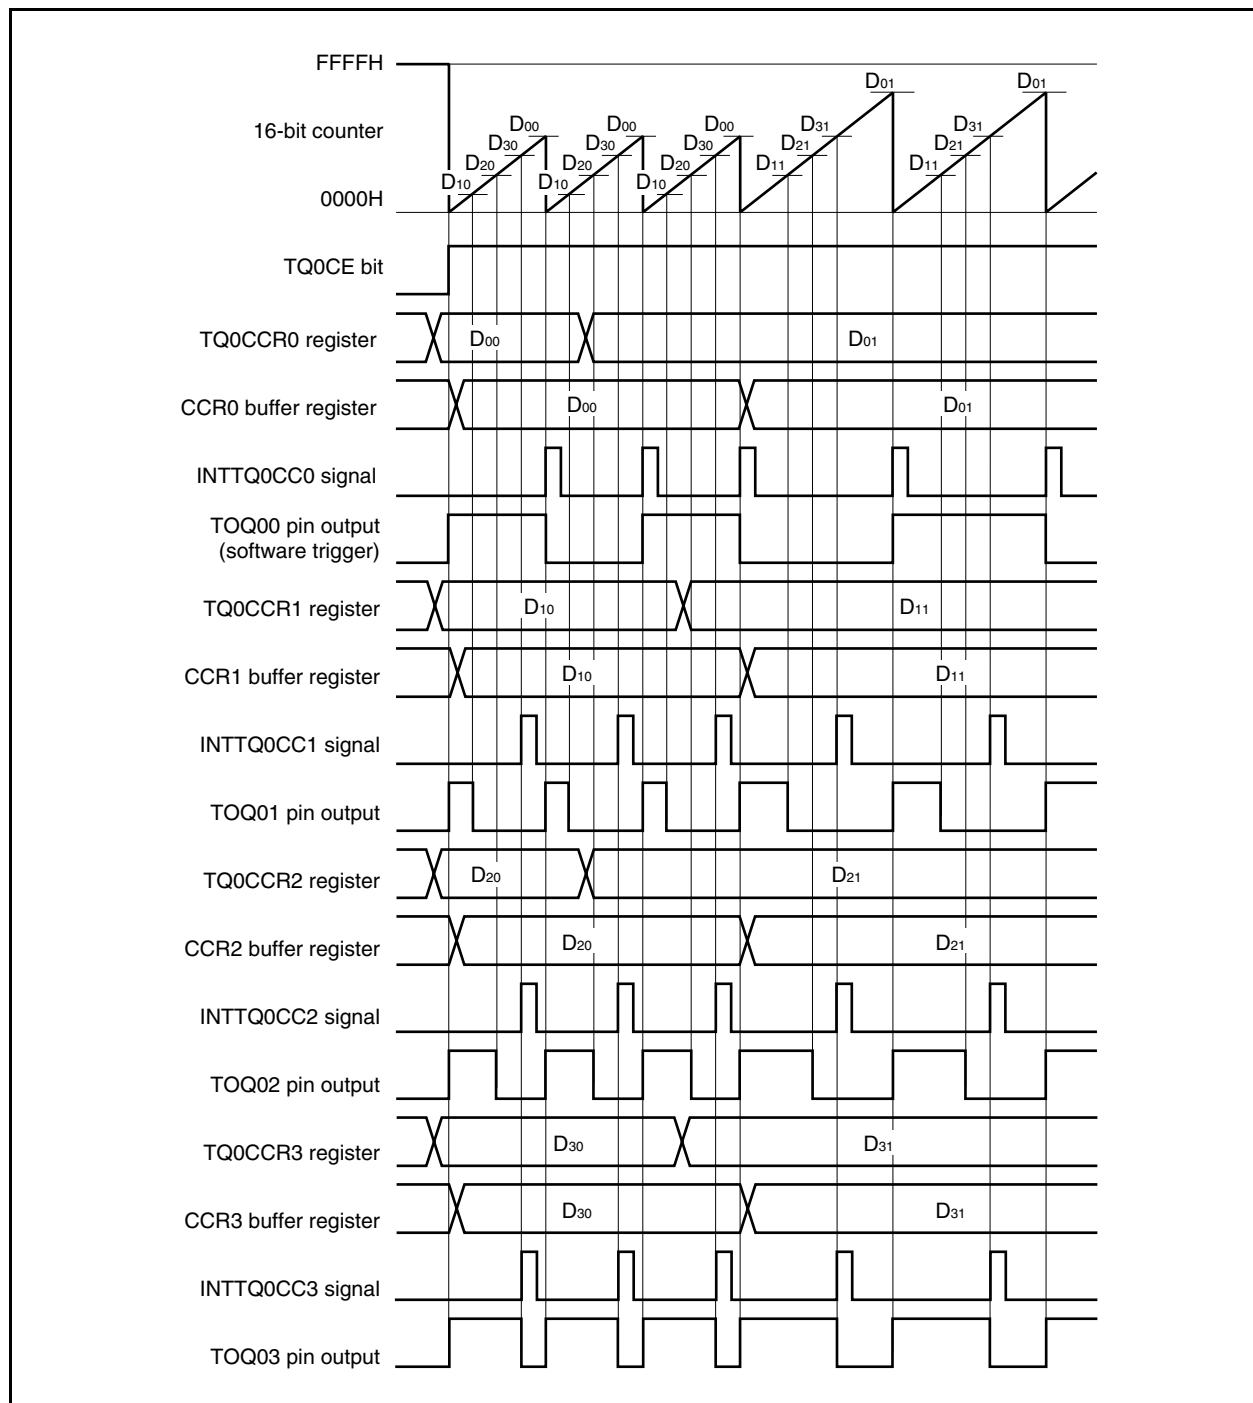 FFFFH
D01 D01
16-bit counter
D00 D00 D00 D31 D31
D30 D30 D30 D21 D21
D20 D20 D20 D11 D11
D10 D10 D10
0000H
TQ0CE bit
TQ0CCR0 register D00 D01
CCR0 buffer register D00 D01
INTTQ0CC0 signal
TOQ00 pin output
(software trigger)
TQ0CCR1 register D10 D11
CCR1 buffer register D10 D11
INTTQ0CC1 signal
TOQ01 pin output
TQ0CCR2 register D20 D21
CCR2 buffer register D20 D21
INTTQ0CC2 signal
TOQ02 pin output
TQ0CCR3 register D30 D31
CCR3 buffer register D30 D31
INTTQ0CC3 signal
TOQ03 pin output